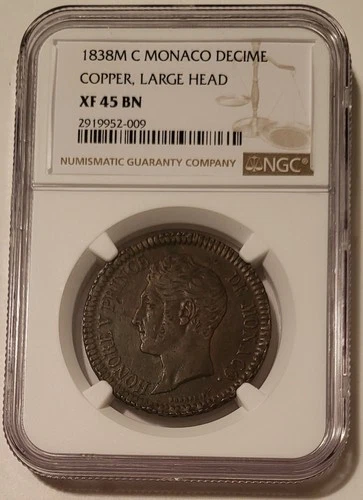 1838M C MONACO DECIME
COPPER, LARGE HEAD
XF 45 BN
2919952-009
NUMISMATIC GUARANTY COMPANY NGC
HONORE V PRINCE DE MONACO